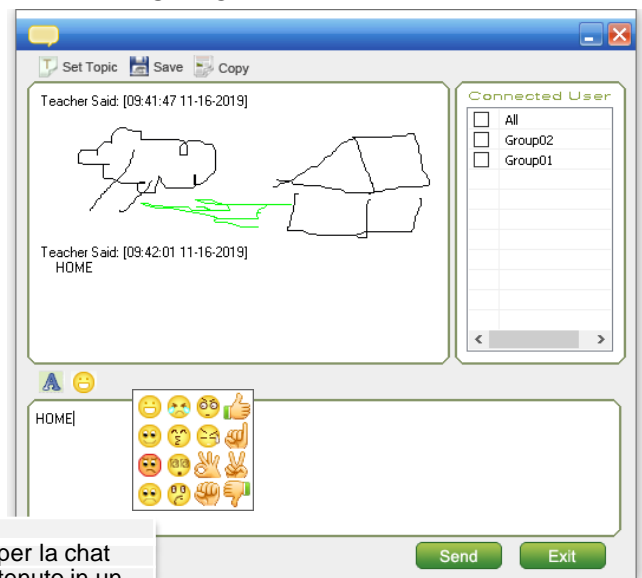 Set Topic Save Copy
Teacher Said: [09:41:47 11-16-2019]
Teacher Said: [09:42:01 11-16-2019]
HOME
Connected User
All
Group02
Group01
HOME
per la chat
Send Exit